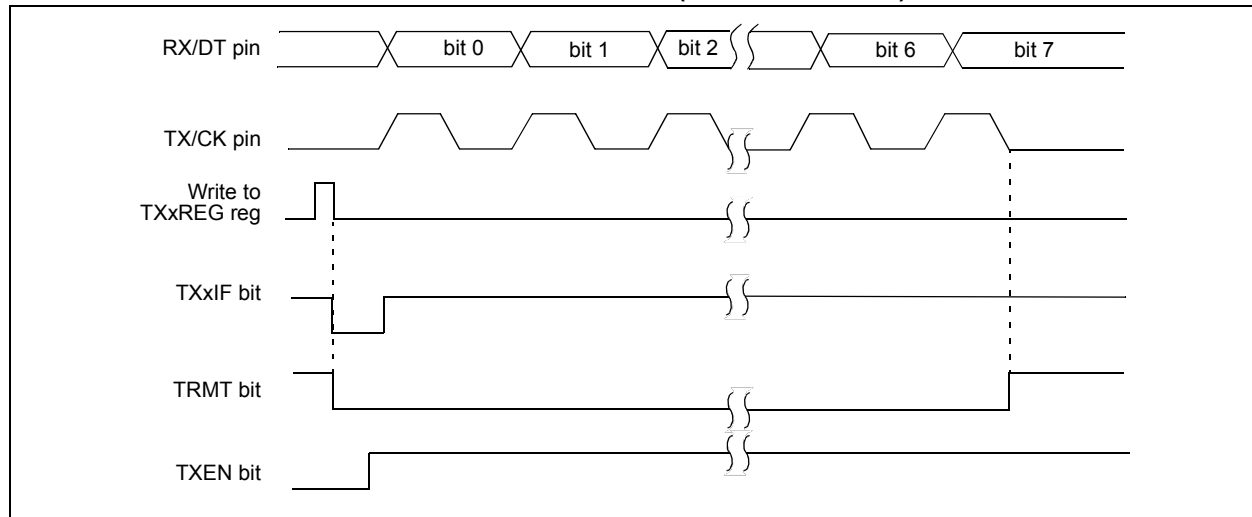 RX/DT pin
bit 0
bit 1
bit 2
bit 6
bit 7
TX/CK pin
Write to
TXxREG reg
TXxIF bit
TRMT bit
TXEN bit